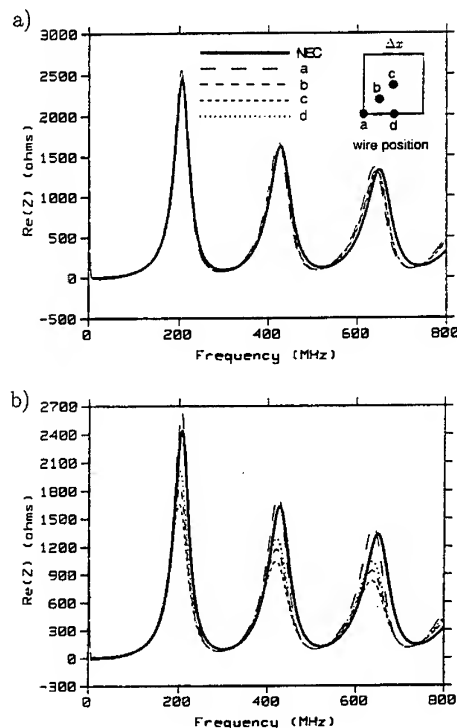 a)
3000
2500
2000
1500
1000
500
0
-500
Re(Z) (ohms)
NEC
a
b
c
d
Δx
c
b
a
d
wire position
0
200
400
600
800
Frequency (MHz)
b)
2700
2400
2100
1800
1500
1200
900
600
300
0
-300
Re(Z) (ohms)
0
200
400
600
800
Frequency (MHz)